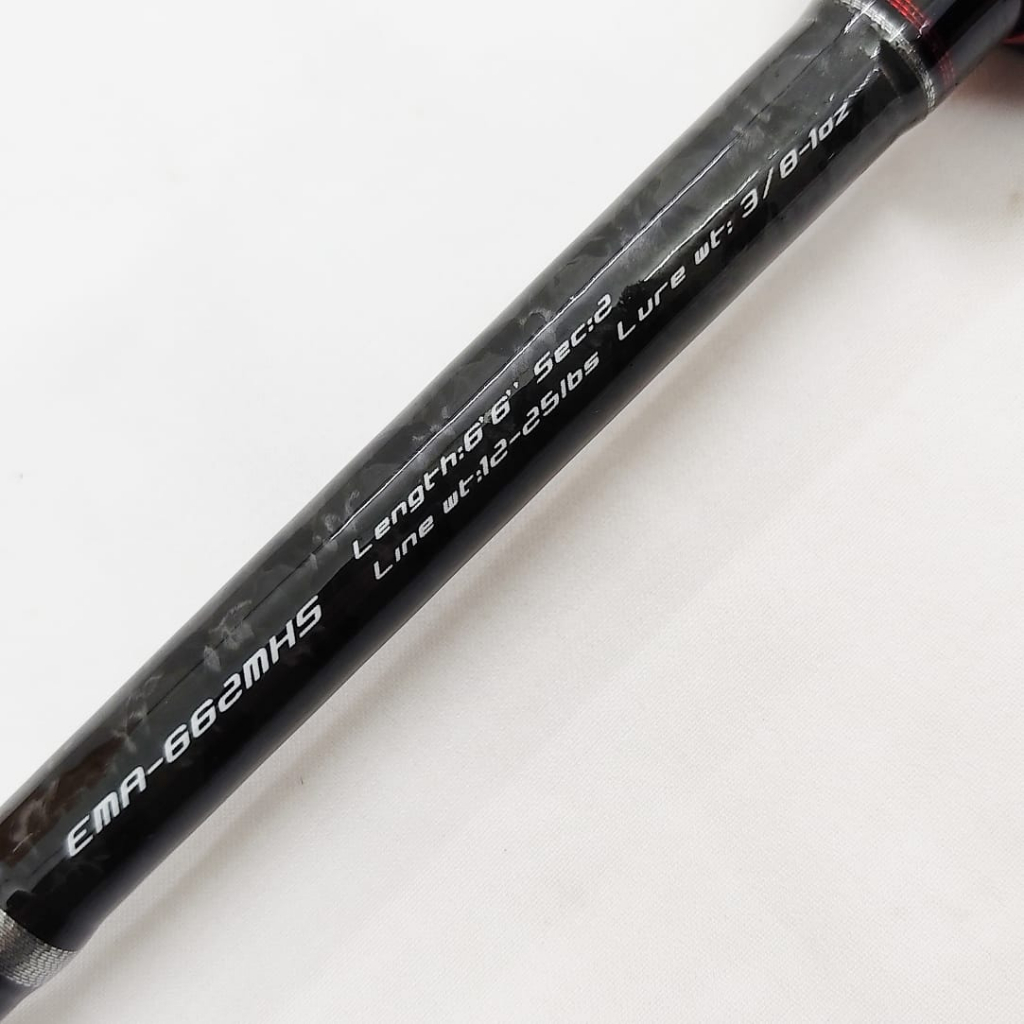 EMA-662MHS
Length:6'6" Sec:2
Line wt:12-25lbs Lure wt: 3/8-1oz